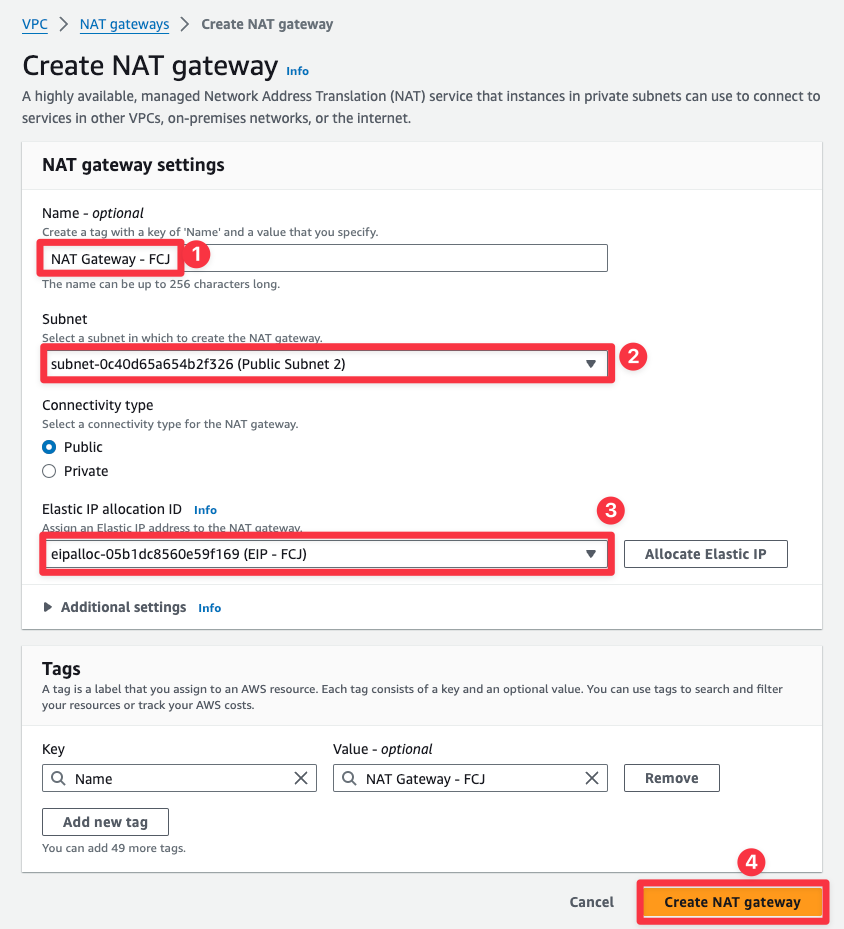 VPC > NAT gateways > Create NAT gateway
Create NAT gateway Info
A highly available, managed Network Address Translation (NAT) service that instances in private subnets can use to connect to
services in other VPCs, on-premises networks, or the internet.
NAT gateway settings
Name - optional
Create a tag with a key of 'Name' and a value that you specify.
NAT Gateway - FCJ 1
The name can be up to 256 characters long.
Subnet
Select a subnet in which to create the NAT gateway.
subnet-0c40d65a654b2f326 (Public Subnet 2) 2
Connectivity type
Select a connectivity type for the NAT gateway.
Public
Private
Elastic IP allocation ID Info 3
Assign an Elastic IP address to the NAT gateway.
eipalloc-05b1dc8560e59f169 (EIP - FCJ) Allocate Elastic IP
Additional settings Info
Tags
A tag is a label that you assign to an AWS resource. Each tag consists of a key and an optional value. You can use tags to search and filter
your resources or track your AWS costs.
Key Value - optional
Name NAT Gateway - FCJ Remove
Add new tag
You can add 49 more tags.
4
Cancel Create NAT gateway